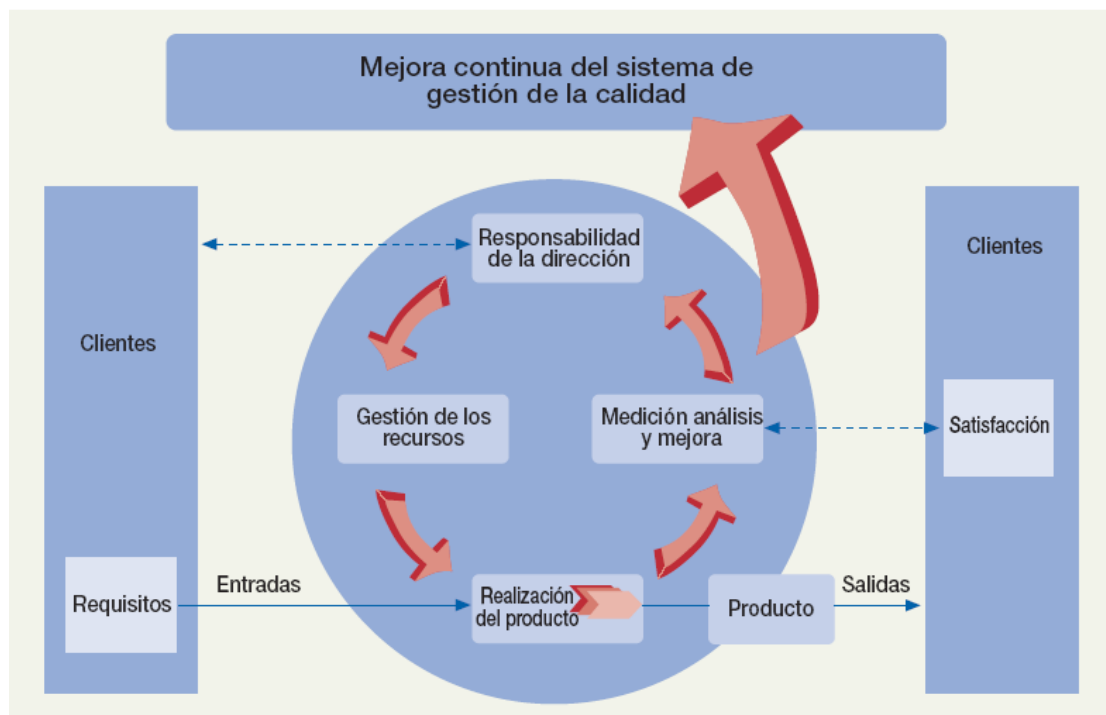 Mejora continua del sistema de
gestión de la calidad
Responsabilidad
de la dirección
Clientes
Clientes
Gestión de los
recursos
Medición análisis
y mejora
Satisfacción
Requisitos
Entradas
Realización
del producto
Producto
Salidas